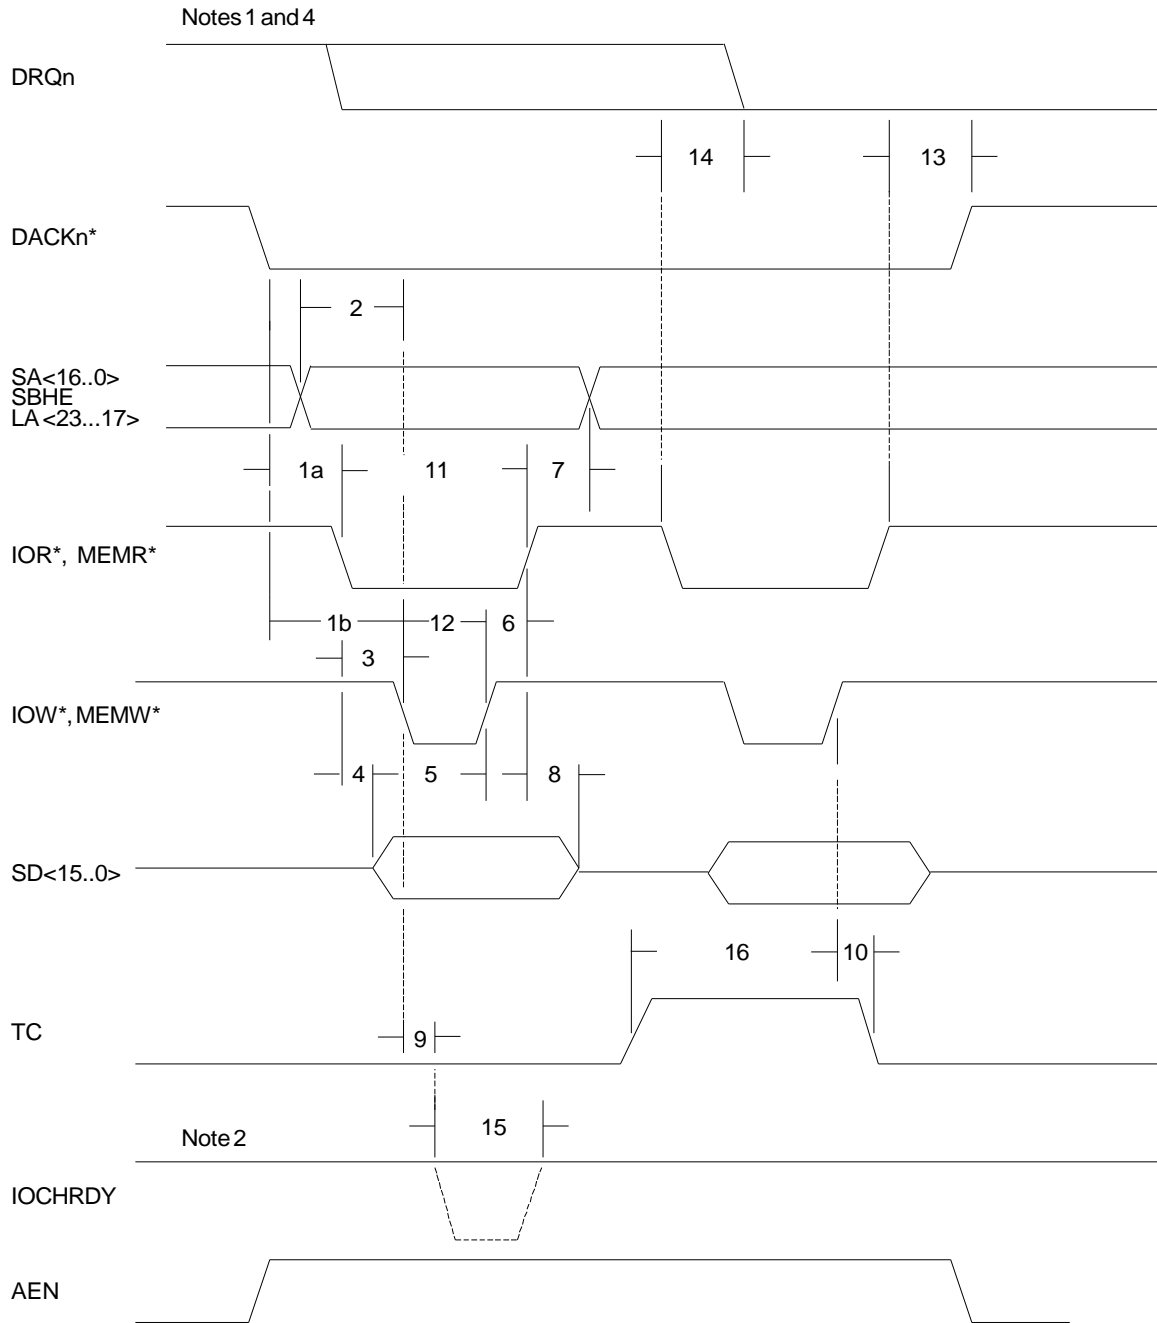 Notes 1 and 4
DRQn
14
13
DACKn*
2
SA<16..0>
SBHE
LA<23...17>
1a
11
7
IOR*, MEMR*
1b
12
6
3
IOW*, MEMW*
4
5
8
SD<15..0>
16
10
TC
9
15
Note 2
IOCHRDY
AEN